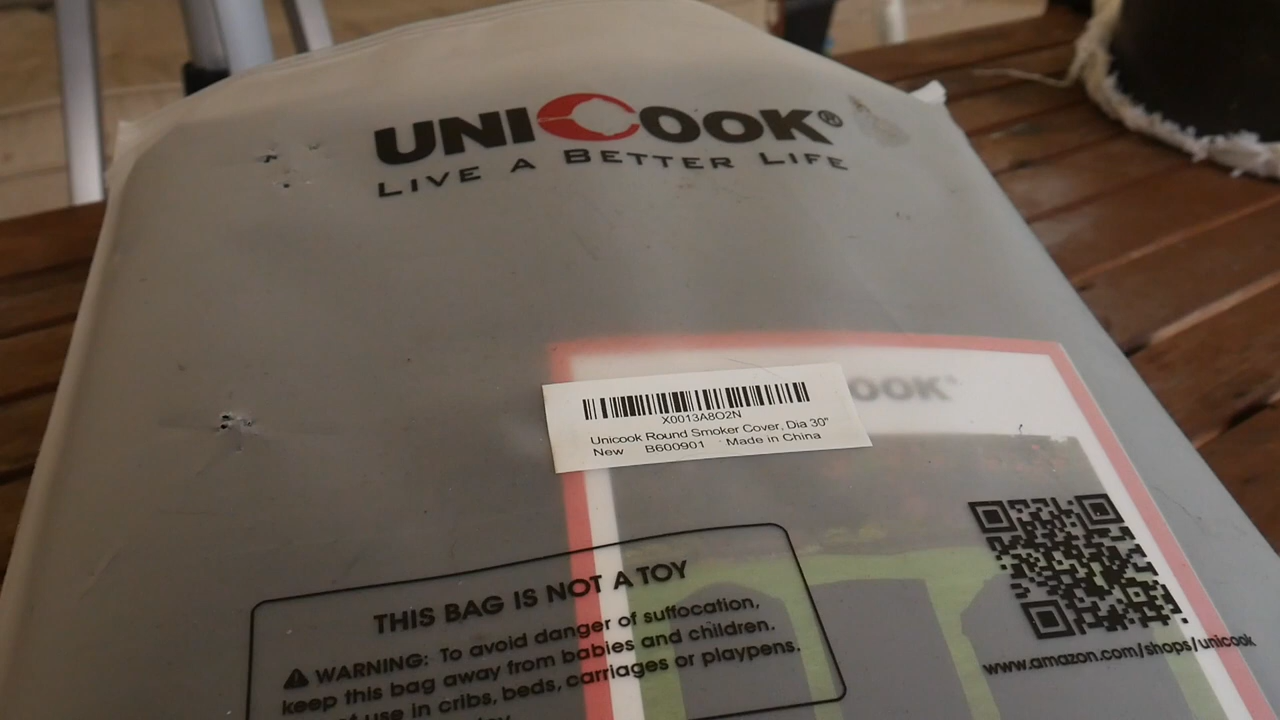 UNICOOK®
LIVE A BETTER LIFE
OOK
X0013A8O2N
Unicook Round Smoker Cover, Dia 30"
New B600901 Made in China
THIS BAG IS NOT A TOY
WARNING: To avoid danger of suffocation,
keep this bag away from babies and children.
use in cribs, beds, carriages or playpens.
www.amazon.com/shops/unicook